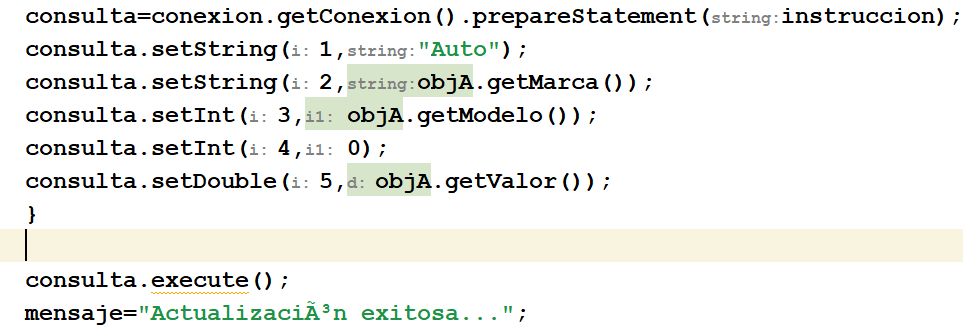 consulta=conexion.getConexion().prepareStatement(string:instruccion);
consulta.setString(i: 1,string:"Auto");
consulta.setString(i: 2,string:objA.getMarca());
consulta.setInt(i: 3,i1: objA.getModelo());
consulta.setInt(i: 4,i1: 0);
consulta.setDouble(i: 5,d: objA.getValor());
}
consulta.execute();
mensaje="ActualizaciÃ³n exitosa...";